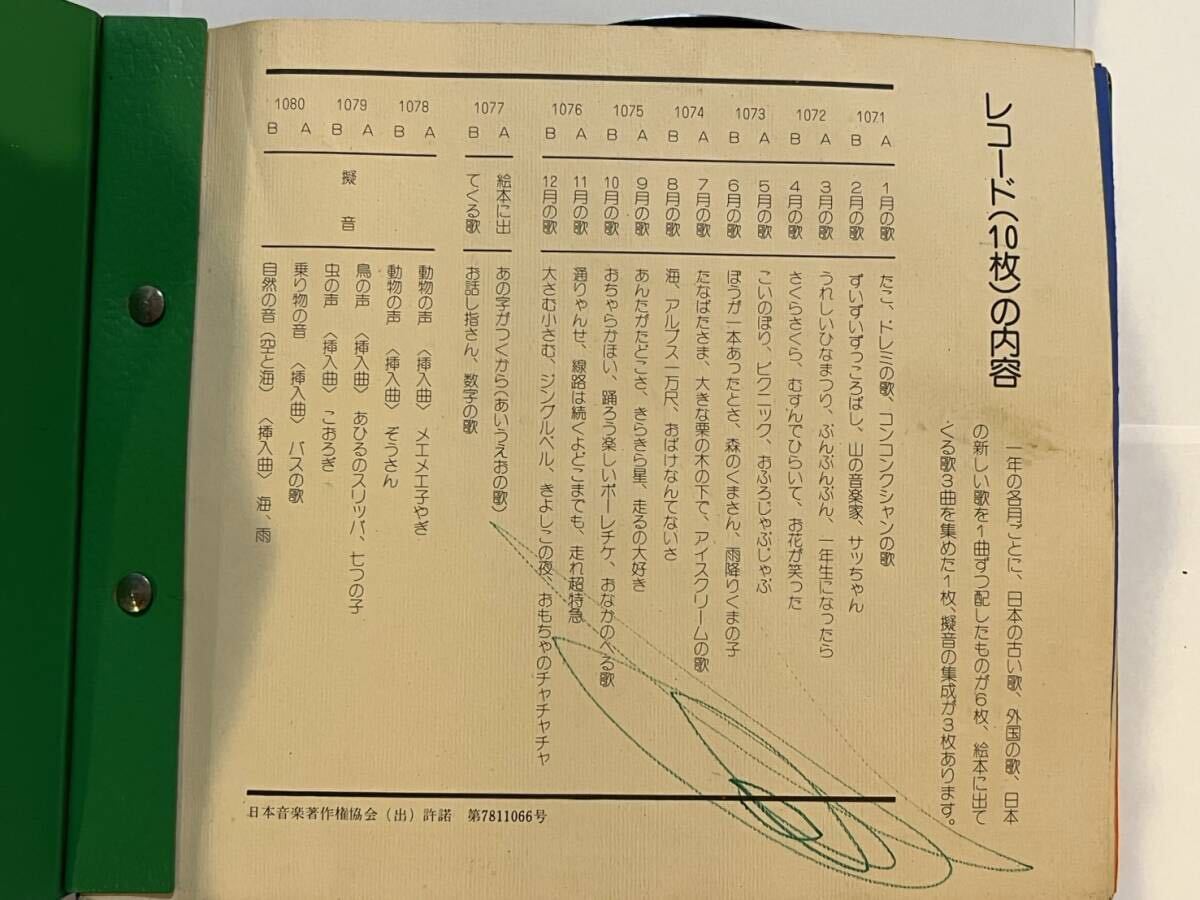 レコード(10枚)の内容
一年の各月ごとに、日本の古い歌、外国の歌、日本
の新しい歌を1曲ずつ配したものが6枚、絵本に出て
くる歌3曲を集めた1枚、擬音の集成が3枚あります。
1071 A 1月の歌 たこ、ドレミの歌、コンコンクシャンの歌
B 2月の歌 ずいずいずっころばし、山の音楽家、サッちゃん
1072 A 3月の歌 うれしいひなまつり、ぶんぶんぶん、一年生になったら
B 4月の歌 さくらさくら、むすんでひらいて、お花が笑った
1073 A 5月の歌 こいのぼり、ピクニック、おふろじゃぶじゃぶ
B 6月の歌 ぼうが一本あったとさ、森のくまさん、雨降りくまの子
1074 A 7月の歌 たなばたさま、大きな栗の木の下で、アイスクリームの歌
B 8月の歌 海、アルプス一万尺、おばけなんてないさ
1075 A 9月の歌 あんたがたどこさ、きらきら星、走るの大好き
B 10月の歌 おちゃらかほい、踊ろう楽しいポーレチケ、おなかのへる歌
1076 A 11月の歌 通りゃんせ、線路は続くよどこまでも、走れ超特急
B 12月の歌 大さむ小さむ、ジングルベル、きよしこの夜、おもちゃのチャチャチャ
1077 A 絵本に出 あの字がつくから(あいうえおの歌)
B てくる歌 お話し指さん、数字の歌
擬音
1078 A 動物の声 〈挿入曲〉 メエメエ子やぎ
B 動物の声 〈挿入曲〉 ぞうさん
1079 A 鳥の声 〈挿入曲〉 あひるのスリッパ、七つの子
B 虫の声 〈挿入曲〉 こおろぎ
1080 A 乗り物の音 〈挿入曲〉 バスの歌
B 自然の音(空と海) 〈挿入曲〉 海、雨
日本音楽著作権協会(出)許諾 第7811066号